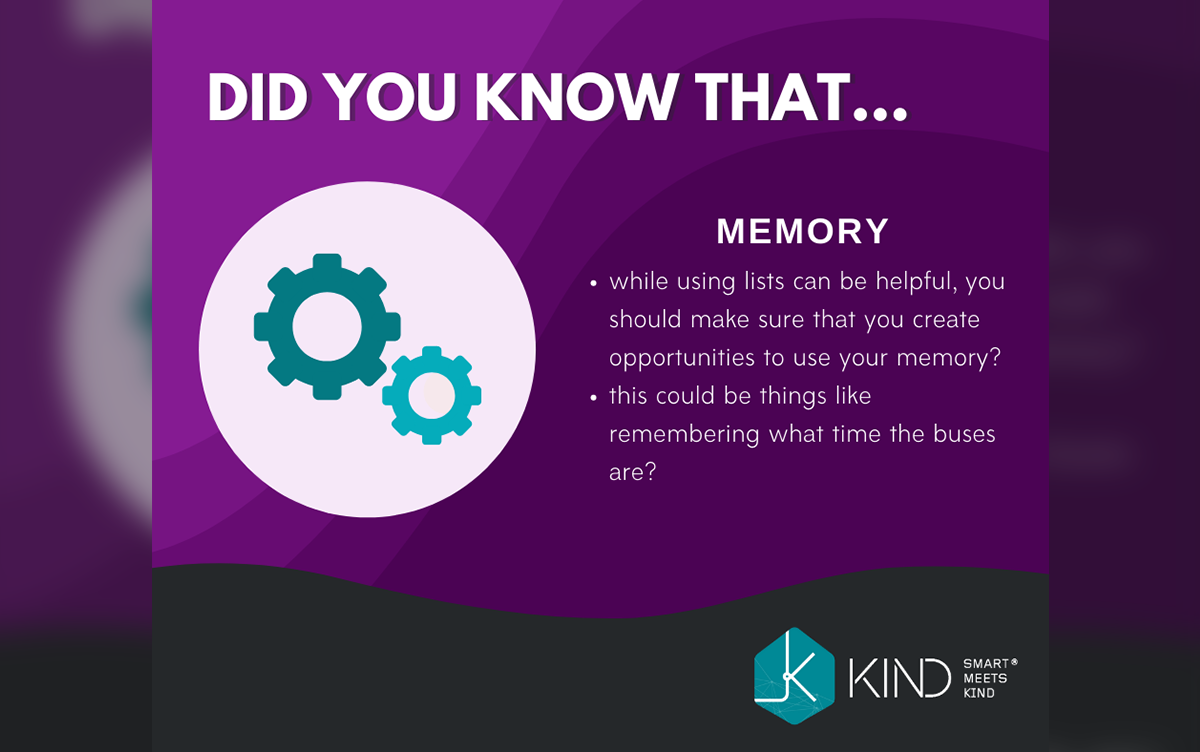 DID YOU KNOW THAT...
MEMORY
• while using lists can be helpful, you
should make sure that you create
opportunities to use your memory?
• this could be things like
remembering what time the buses
are?
KIND
SMART®
MEETS
KIND